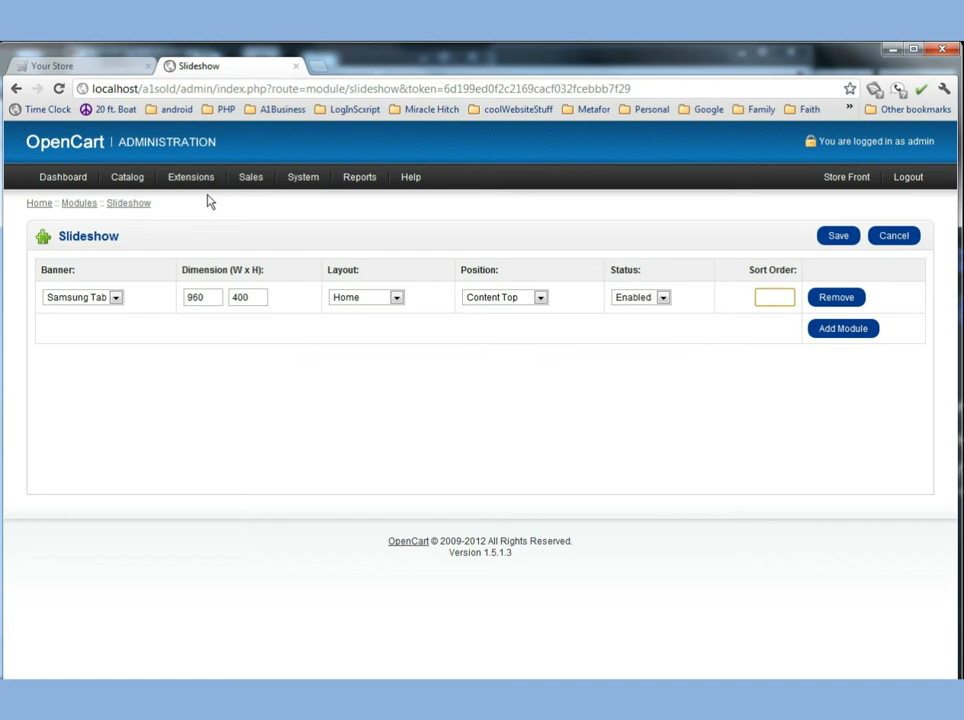 Your Store × Slideshow ×
localhost/a1sold/admin/index.php?route=module/slideshow&token=6d199ed0f2c2169cacf032fcebbb7f29
Time Clock 20 ft. Boat android PHP A1Business LogInScxript Miracle Hitch coolWebsiteStuff Metafor Personal Google Family Faith » Other bookmarks
OpenCart | ADMINISTRATION You are logged in as admin
Dashboard Catalog Extensions Sales System Reports Help Store Front Logout
Home :: Modules :: Slideshow
Slideshow Save Cancel
Banner: Dimension (W x H): Layout: Position: Status: Sort Order:
Samsung Tab 960 400 Home Content Top Enabled Remove
Add Module
OpenCart © 2009-2012 All Rights Reserved.
Version 1.5.1.3